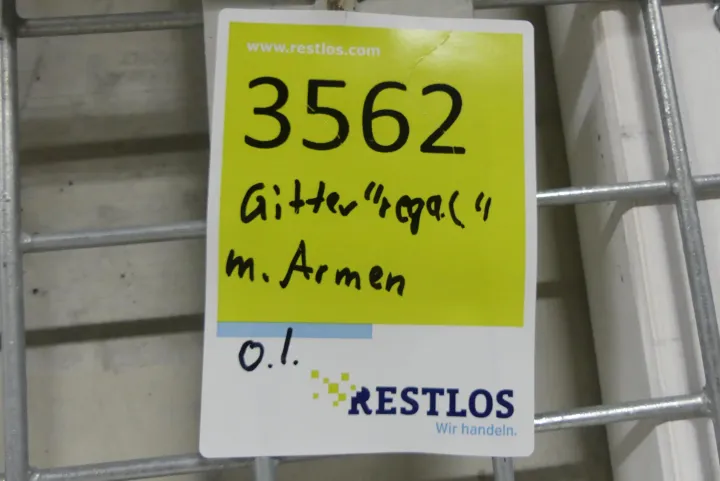 www.restlos.com
3562
Gitter "regal"
m. Armen
o.l.
RESTLOS
Wir handeln.